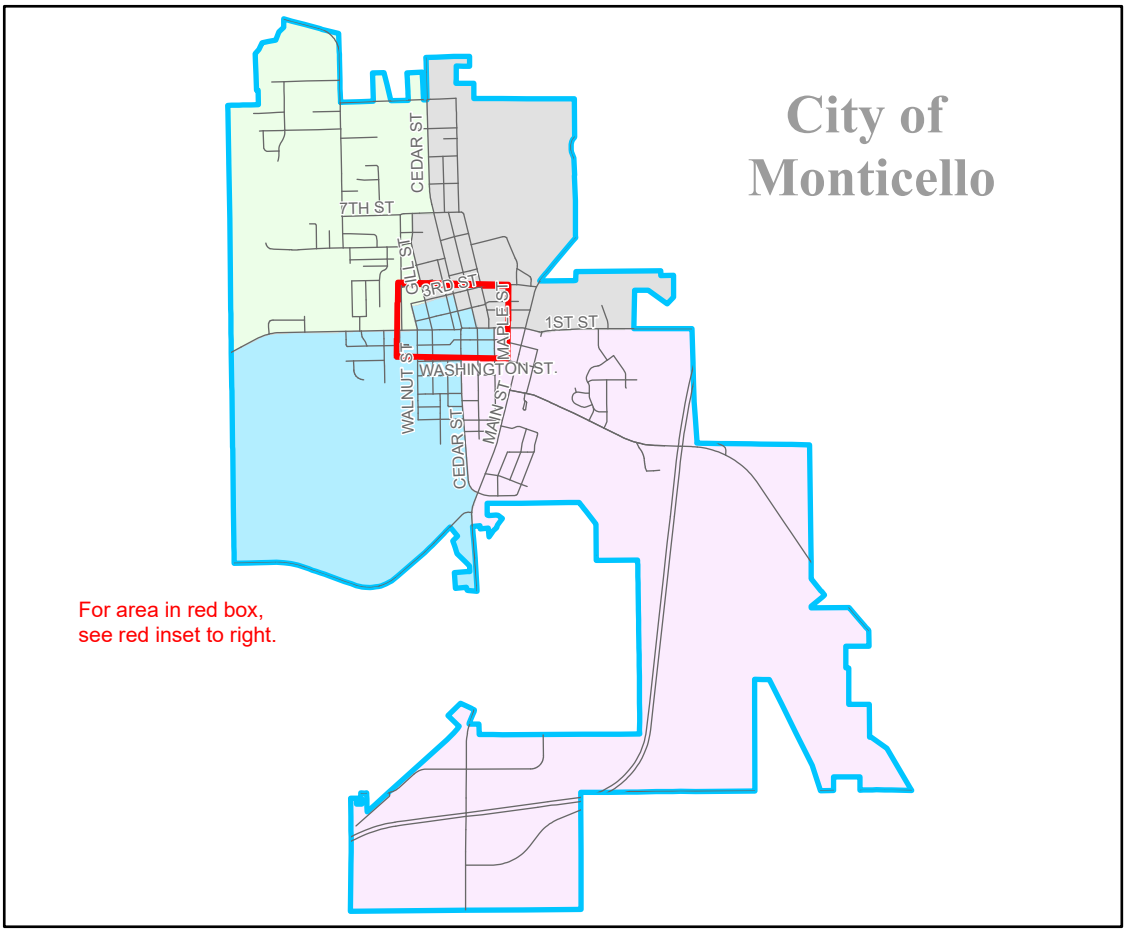 City of
Monticello
CEDAR ST
7TH ST
GILL ST
3RD ST
MAPLE ST
1ST ST
WALNUT ST
WASHINGTON ST.
MAIN ST
CEDAR ST
For area in red box,
see red inset to right.